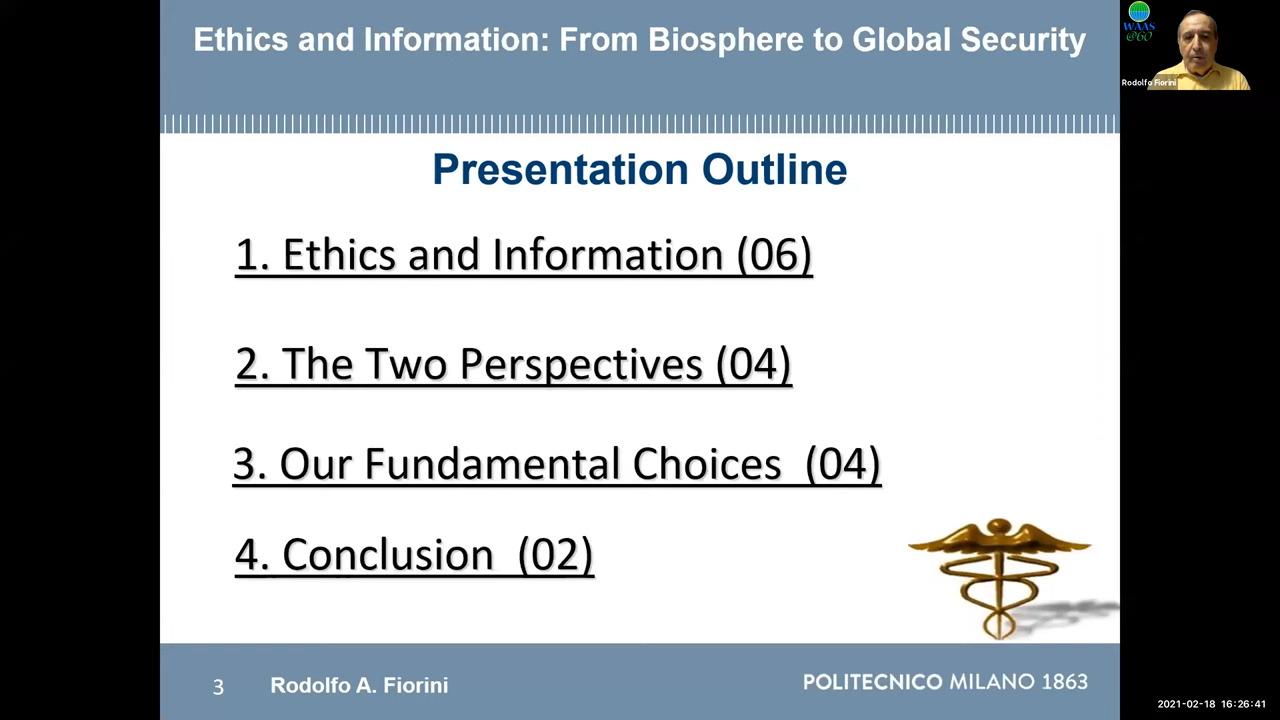 Ethics and Information: From Biosphere to Global Security
WAAS
@60
Rodolfo Fiorini
Presentation Outline
1. Ethics and Information (06)
2. The Two Perspectives (04)
3. Our Fundamental Choices (04)
4. Conclusion (02)
3
Rodolfo A. Fiorini
POLITECNICO MILANO 1863
2021-02-18 16:26:41